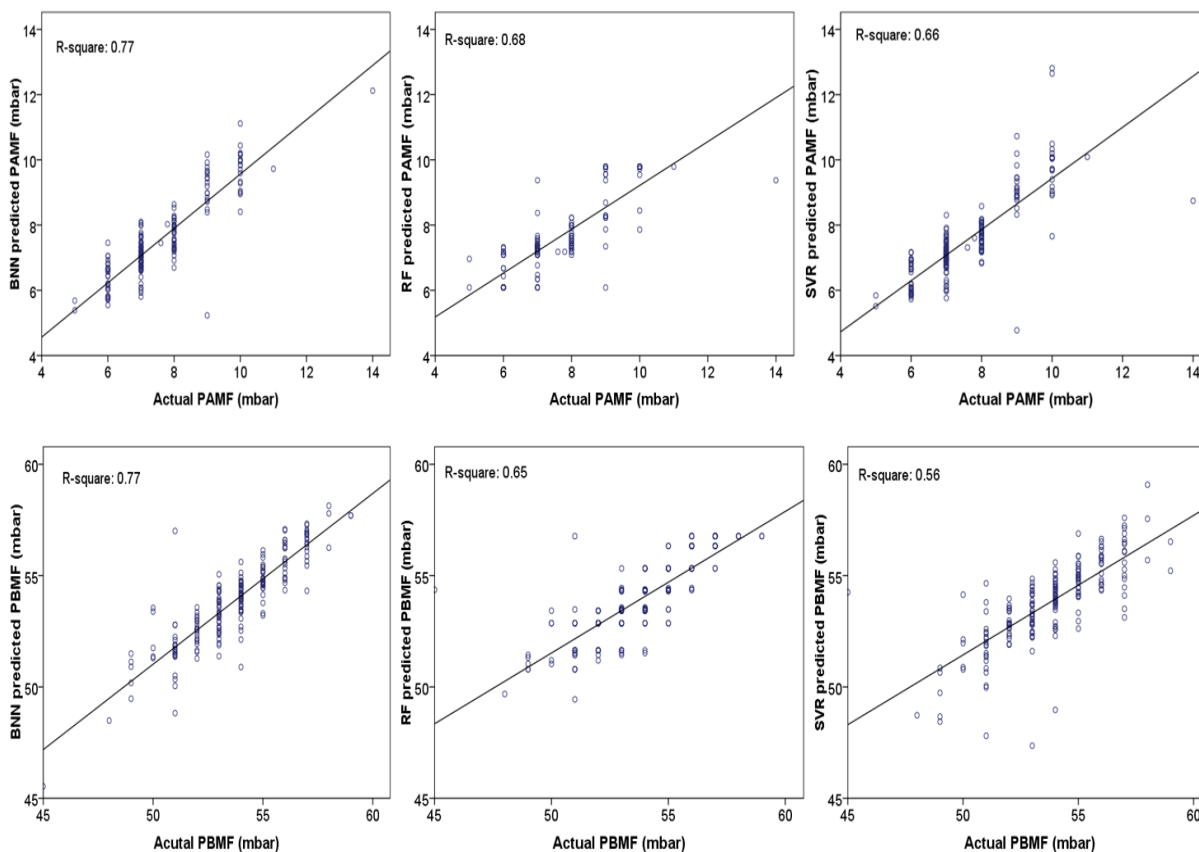 R-square: 0.77
BNN predicted PAMF (mbar)
14
12
10
8
6
4
4 6 8 10 12 14
Actual PAMF (mbar)
R-square: 0.68
RF predicted PAMF (mbar)
14
12
10
8
6
4
4 6 8 10 12 14
Actual PAMF (mbar)
R-square: 0.66
SVR predicted PAMF (mbar)
14
12
10
8
6
4
4 6 8 10 12 14
Actual PAMF (mbar)
R-square: 0.77
BNN predicted PBMF (mbar)
60
55
50
45
45 50 55 60
Acutal PBMF (mbar)
R-square: 0.65
RF predicted PBMF (mbar)
60
55
50
45
45 50 55 60
Actual PBMF (mbar)
R-square: 0.56
SVR predicted PBMF (mbar)
60
55
50
45
45 50 55 60
Actual PBMF (mbar)